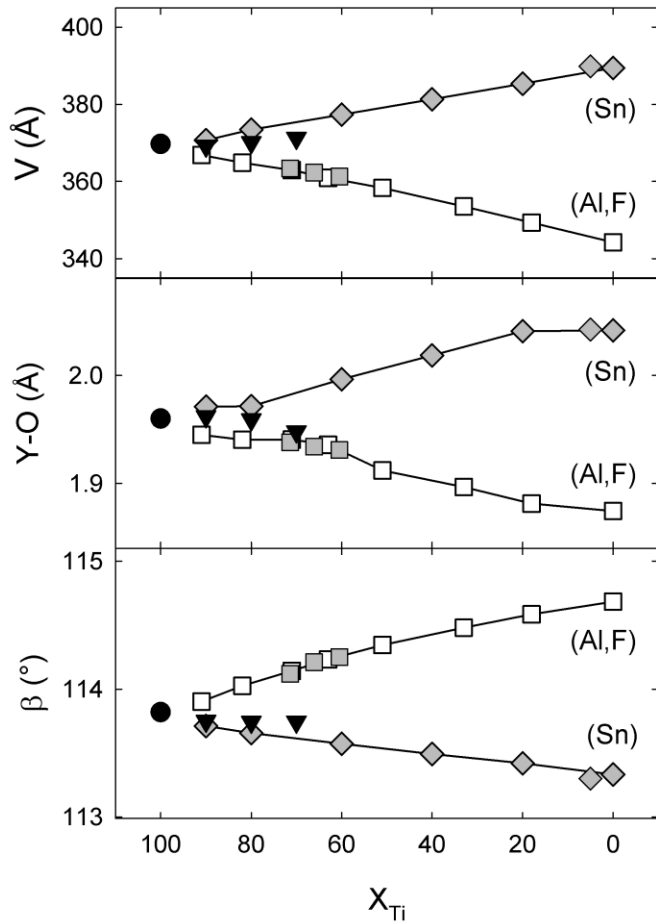 400
380
360
340
V (Å)
(Sn)
(Al,F)
2.0
1.9
Y-O (Å)
(Sn)
(Al,F)
115
114
113
β (°)
(Al,F)
(Sn)
100 80 60 40 20 0
X_Ti